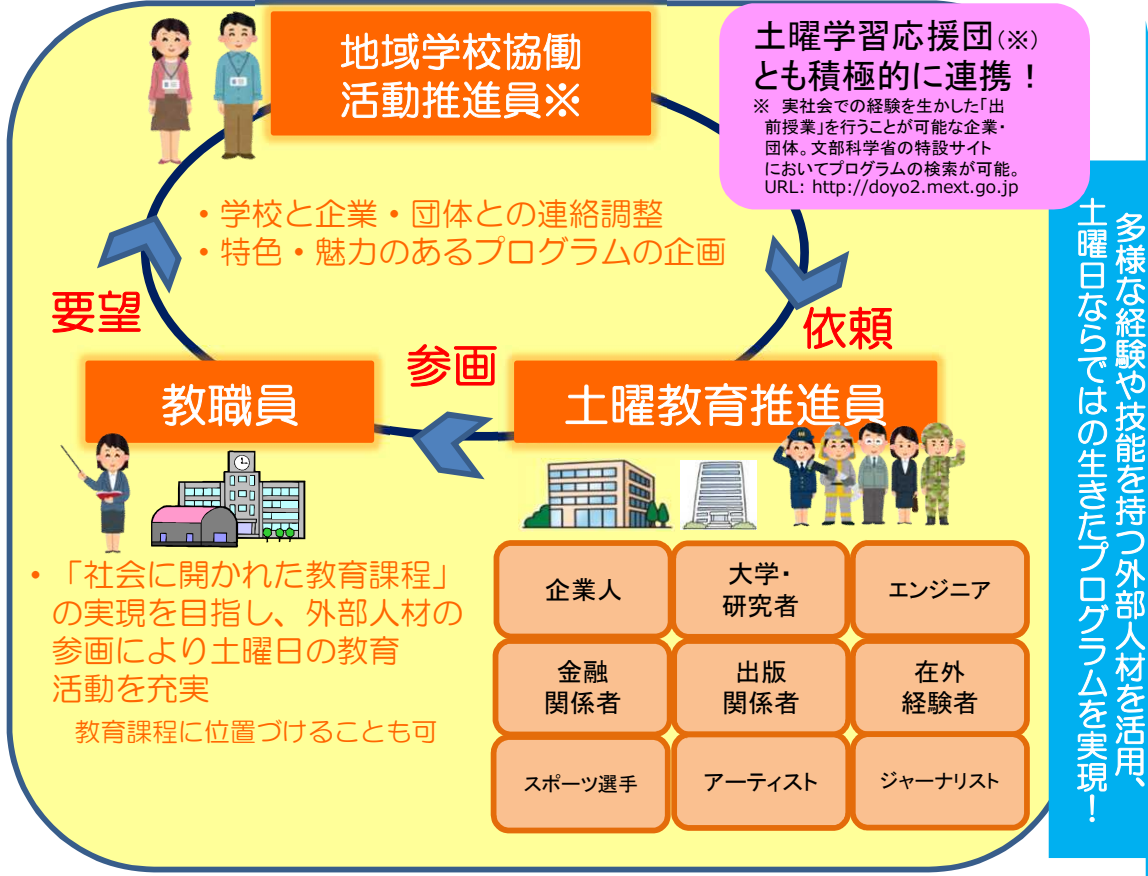 地域学校協働
活動推進員※
土曜学習応援団(※)
とも積極的に連携！
※ 実社会での経験を生かした「出
前授業」を行うことが可能な企業・
団体。文部科学省の特設サイト
においてプログラムの検索が可能。
URL: http://doyo2.mext.go.jp
・学校と企業・団体との連絡調整
・特色・魅力のあるプログラムの企画
要望
依頼
参画
教職員
土曜教育推進員
・「社会に開かれた教育課程」
の実現を目指し、外部人材の
参画により土曜日の教育
活動を充実
教育課程に位置づけることも可
企業人
大学・
研究者
エンジニア
金融
関係者
出版
関係者
在外
経験者
スポーツ選手
アーティスト
ジャーナリスト
多様な経験や技能を持つ外部人材を活用、
土曜日ならではの生きたプログラムを実現！